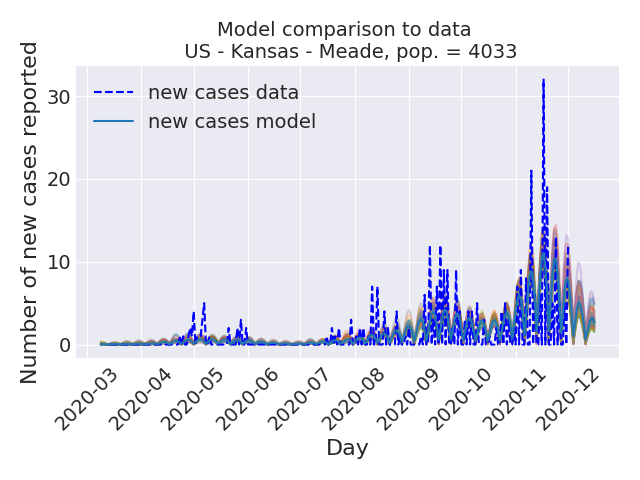 Model comparison to data
US - Kansas - Meade, pop. = 4033
Number of new cases reported
30
20
10
0
new cases data
new cases model
2020-03
2020-04
2020-05
2020-06
2020-07
2020-08
2020-09
2020-10
2020-11
2020-12
Day